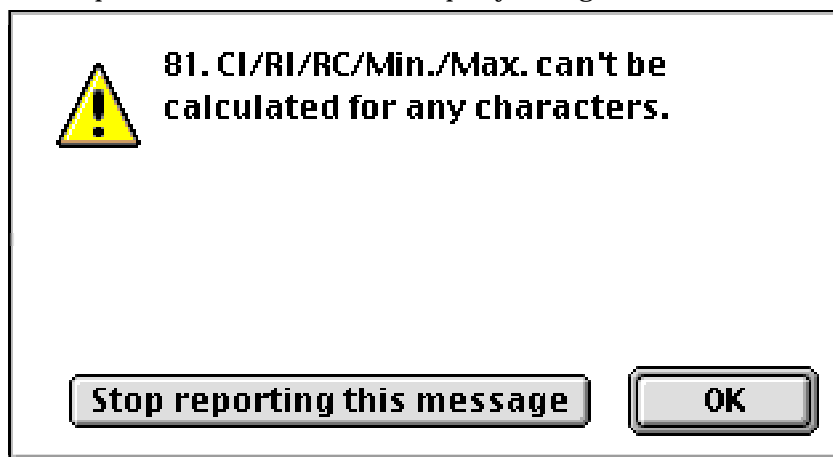 81. CI/RI/RC/Min./Max. can't be
calculated for any characters.
Stop reporting this message
OK